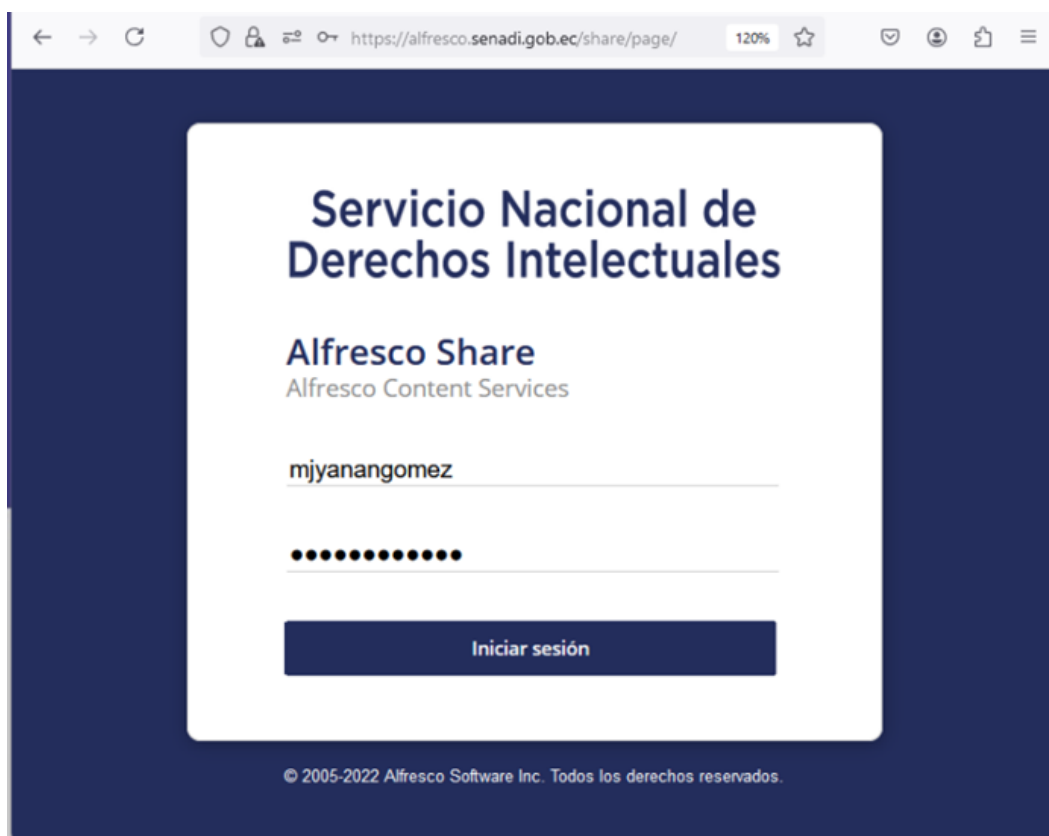 https://alfresco.senadi.gob.ec/share/page/ 120%
Servicio Nacional de
Derechos Intelectuales
Alfresco Share
Alfresco Content Services
mjyanangomez
●●●●●●●●●●●●
Iniciar sesión
© 2005-2022 Alfresco Software Inc. Todos los derechos reservados.